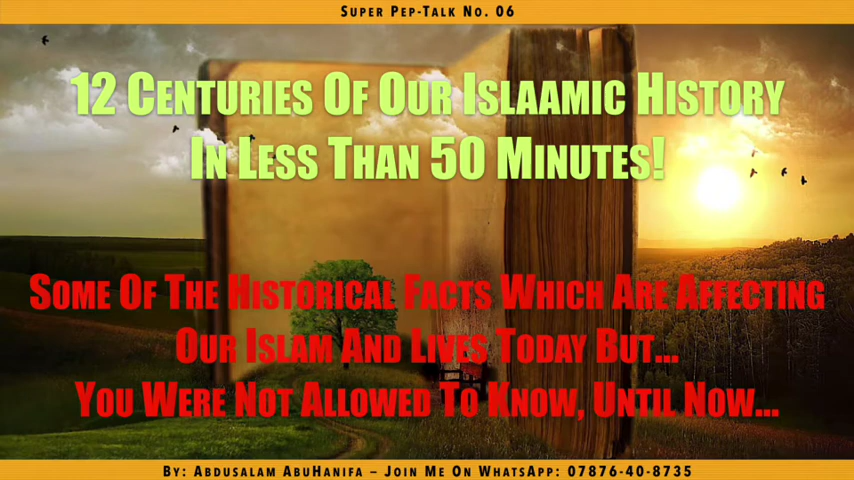 Super Pep-Talk No. 06
12 Centuries Of Our Islaamic History
In Less Than 50 Minutes!
Some Of The Historical Facts Which Are Affecting
Our Islam And Lives Today But...
You Were Not Allowed To Know, Until Now...
By: Abdusalam AbuHanifa – Join Me On WhatsApp: 07876-40-8735